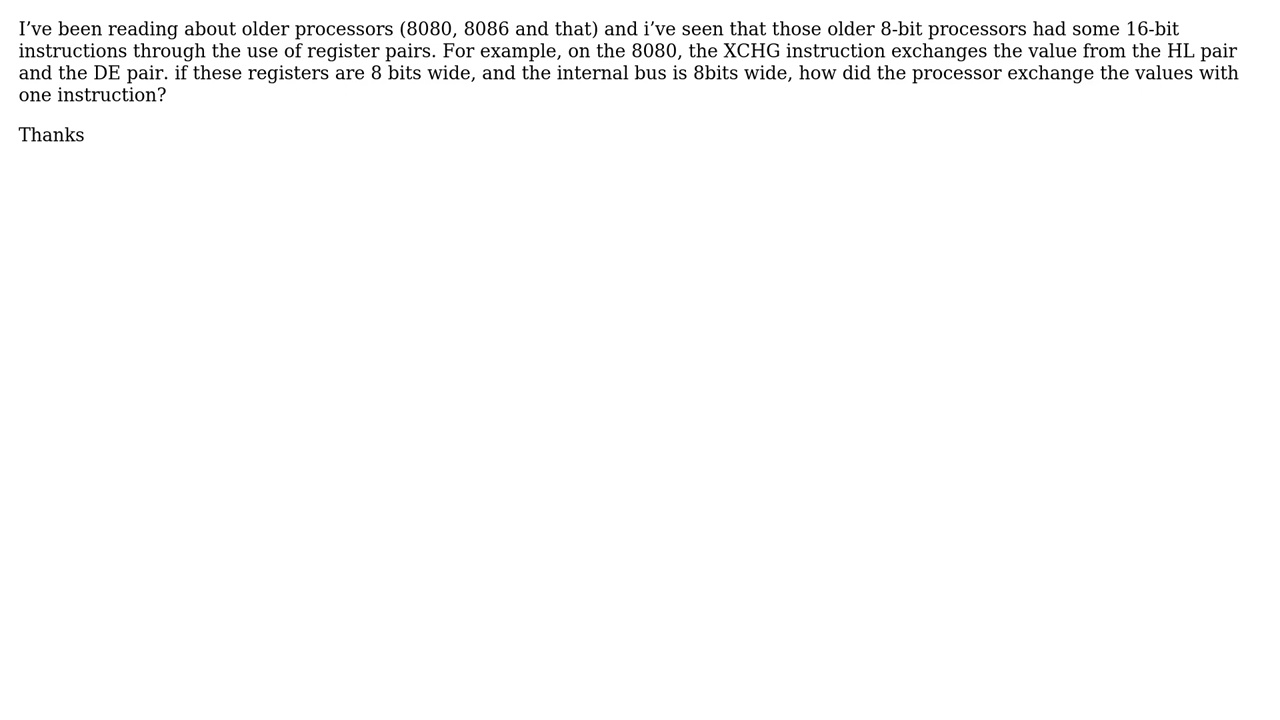 I’ve been reading about older processors (8080, 8086 and that) and i’ve seen that those older 8-bit processors had some 16-bit
instructions through the use of register pairs. For example, on the 8080, the XCHG instruction exchanges the value from the HL pair
and the DE pair. if these registers are 8 bits wide, and the internal bus is 8bits wide, how did the processor exchange the values with
one instruction?
Thanks